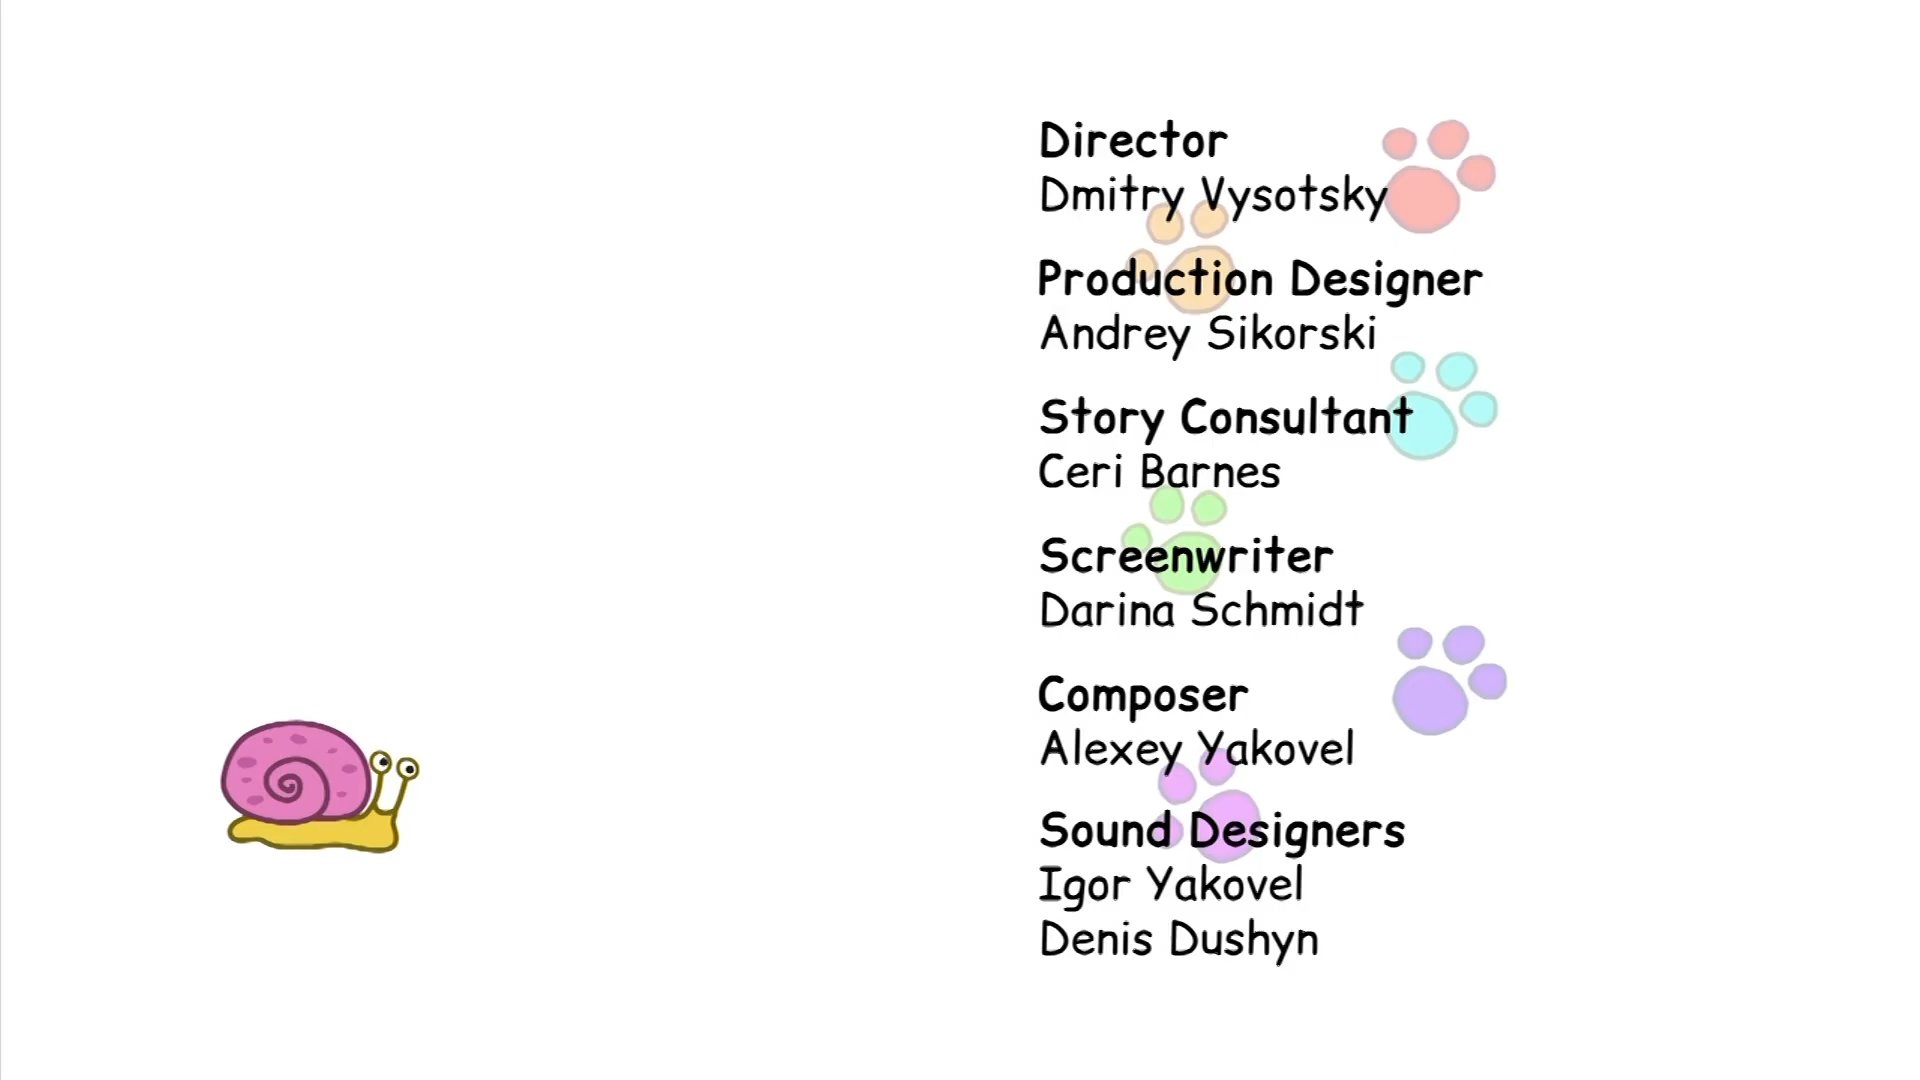 Director
Dmitry Vysotsky
Production Designer
Andrey Sikorski
Story Consultant
Ceri Barnes
Screenwriter
Darina Schmidt
Composer
Alexey Yakovel
Sound Designers
Igor Yakovel
Denis Dushyn